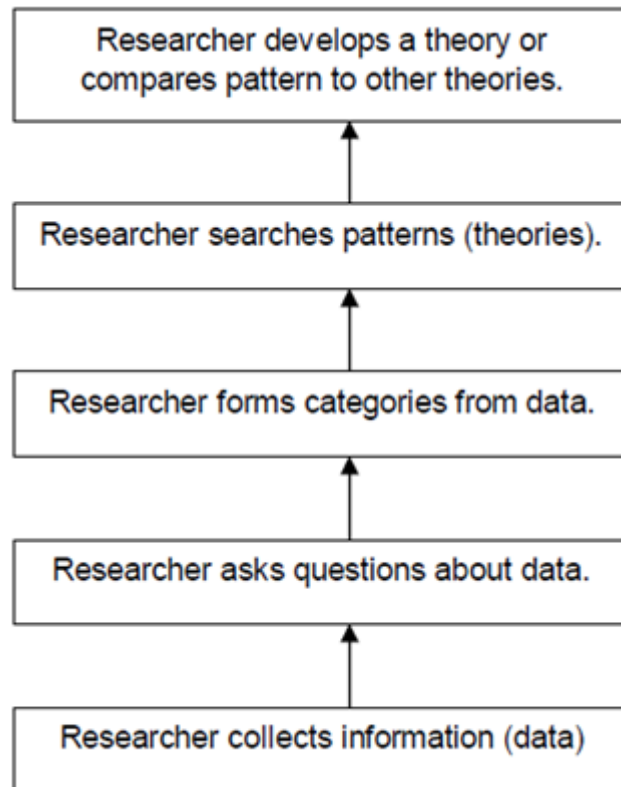 Researcher develops a theory or
compares pattern to other theories.
Researcher searches patterns (theories).
Researcher forms categories from data.
Researcher asks questions about data.
Researcher collects information (data)